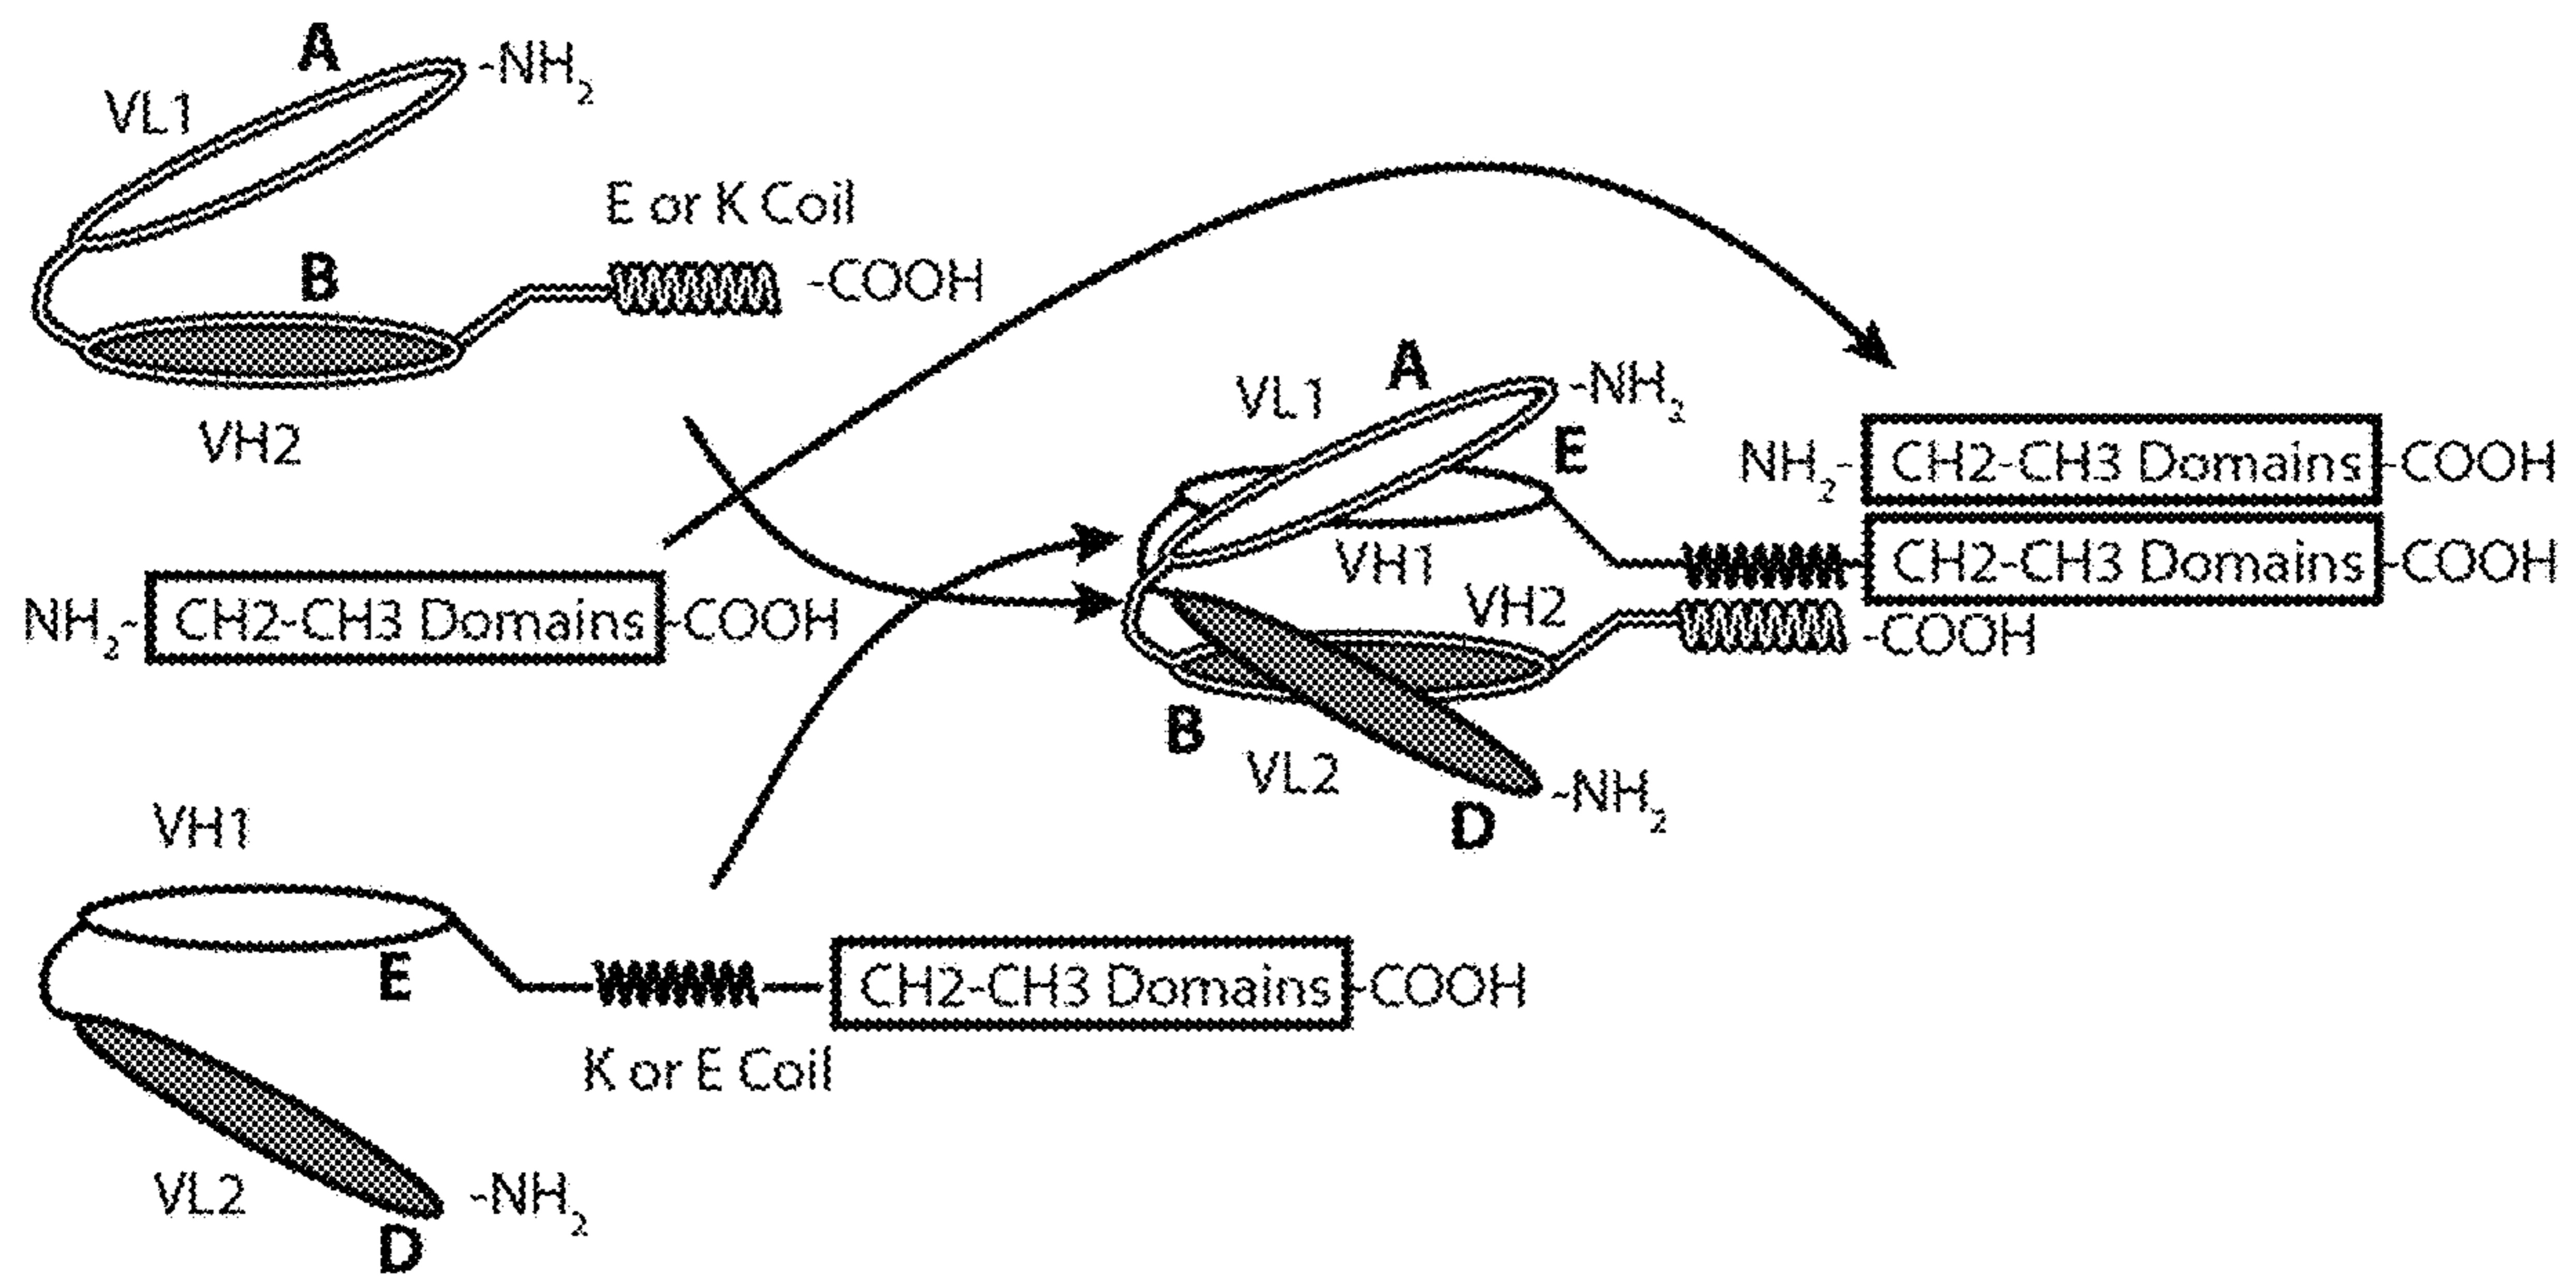 A
VL1
-NH2
E or K Coil
B
-COOH
VH2
NH2-
CH2-CH3 Domains
-COOH
VH1
E
CH2-CH3 Domains
-COOH
K or E Coil
VL2
-NH2
D
A
VL1
-NH2
E
NH2-
CH2-CH3 Domains
-COOH
VH1
CH2-CH3 Domains
-COOH
VH2
-COOH
B
VL2
-NH2
D